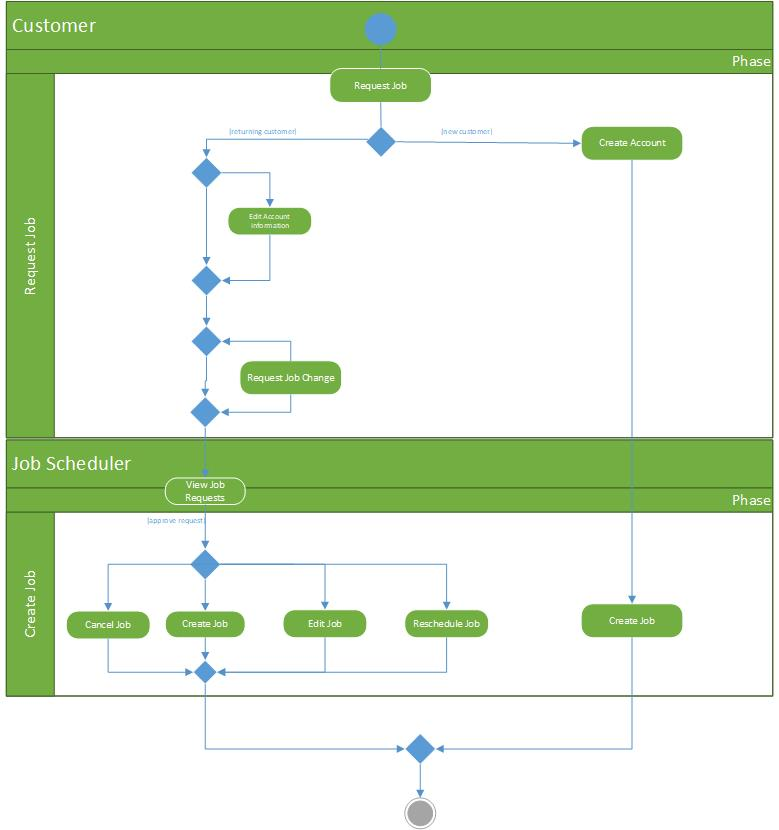 Customer
Phase
Request Job
[returning customer]
[new customer]
Create Account
Edit Account
Information
Request Job
Request Job Change
Job Scheduler
View Job
Requests
Phase
[approve request]
Create Job
Cancel Job
Create Job
Edit Job
Reschedule Job
Create Job